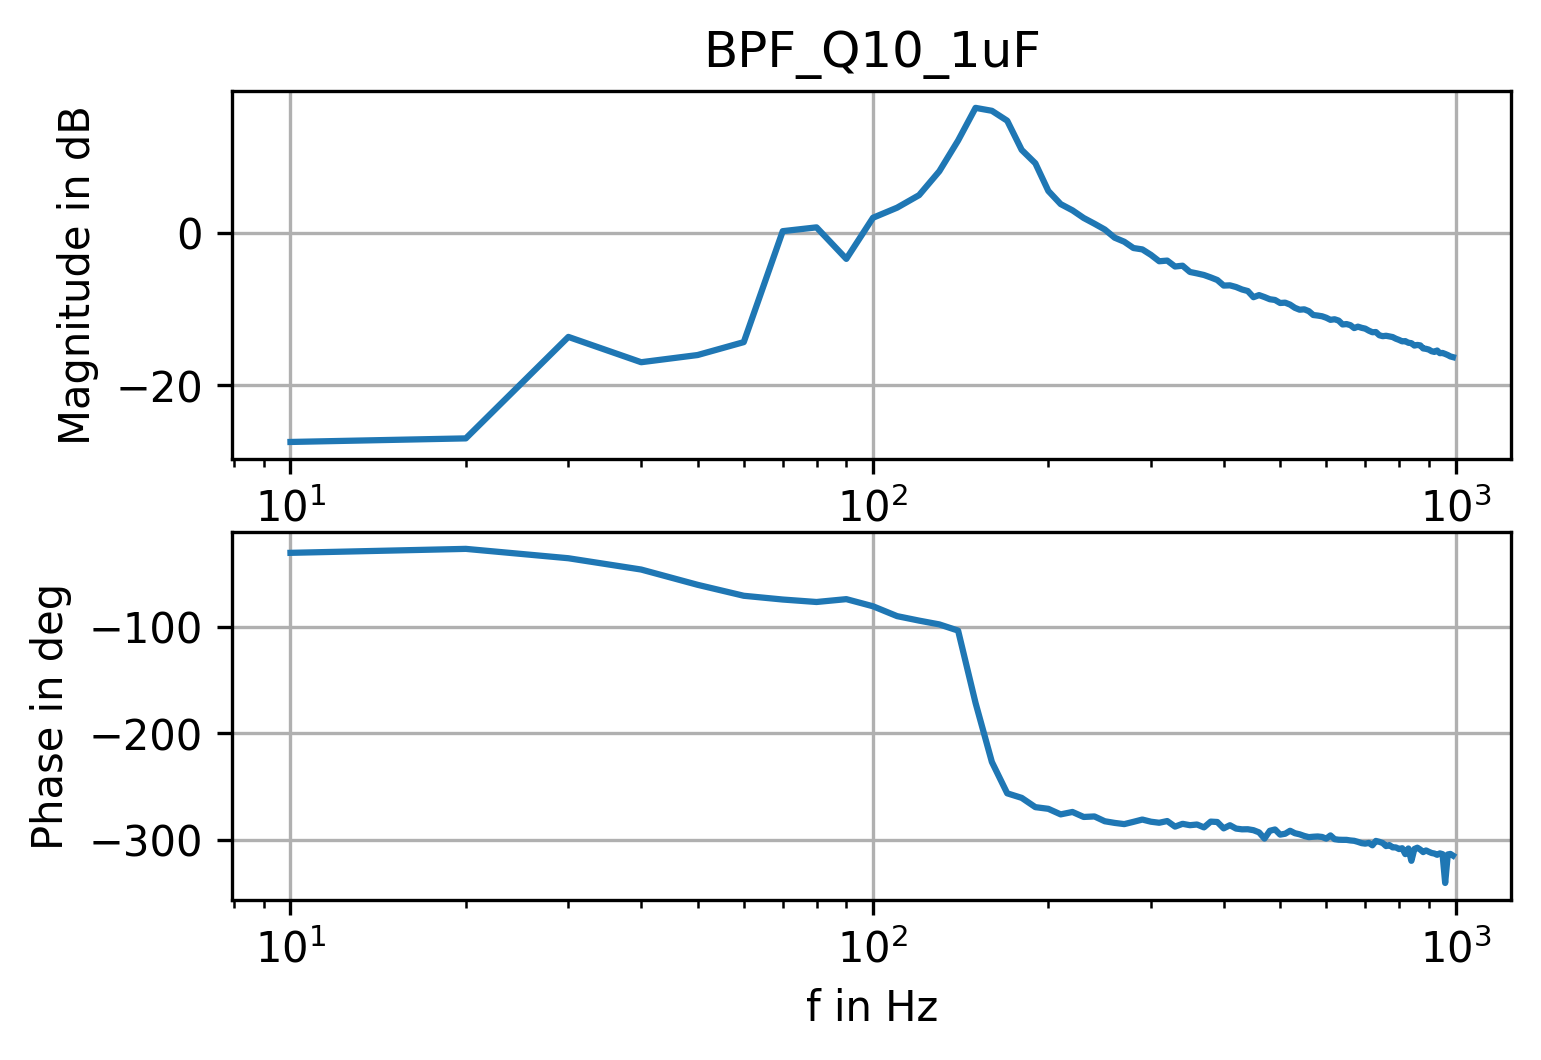 BPF_Q10_1uF
Magnitude in dB
0
−20
10¹ 10² 10³
Phase in deg
−100
−200
−300
10¹ 10² 10³
f in Hz